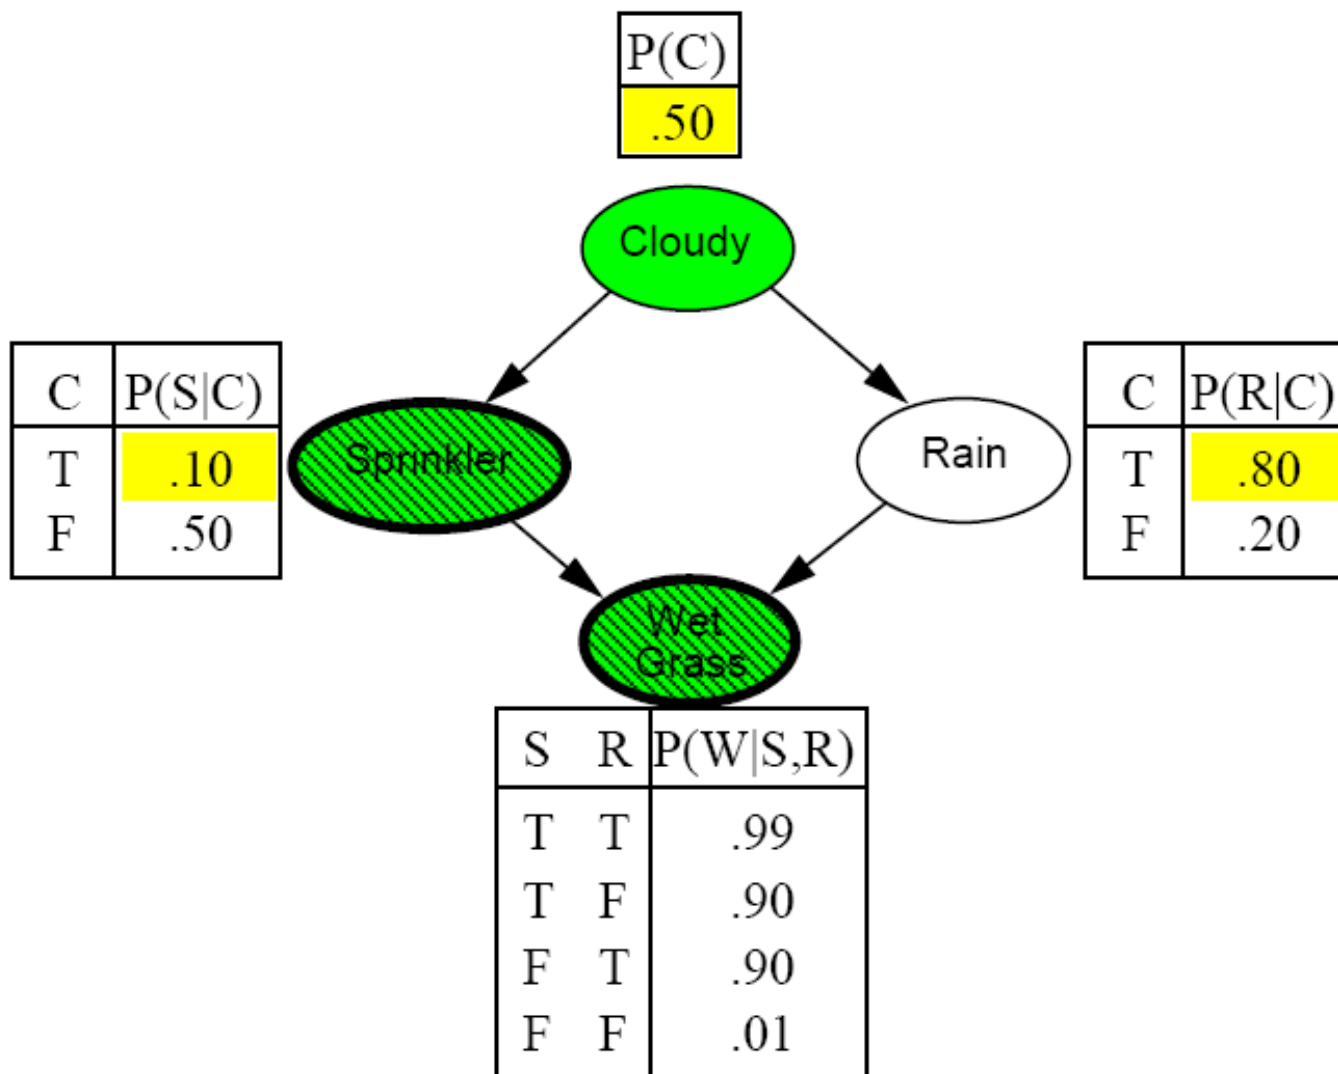 P(C)
.50
Cloudy
C P(S|C)
T .10
F .50
Sprinkler
Rain
C P(R|C)
T .80
F .20
Wet
Grass
S R P(W|S,R)
T T .99
T F .90
F T .90
F F .01